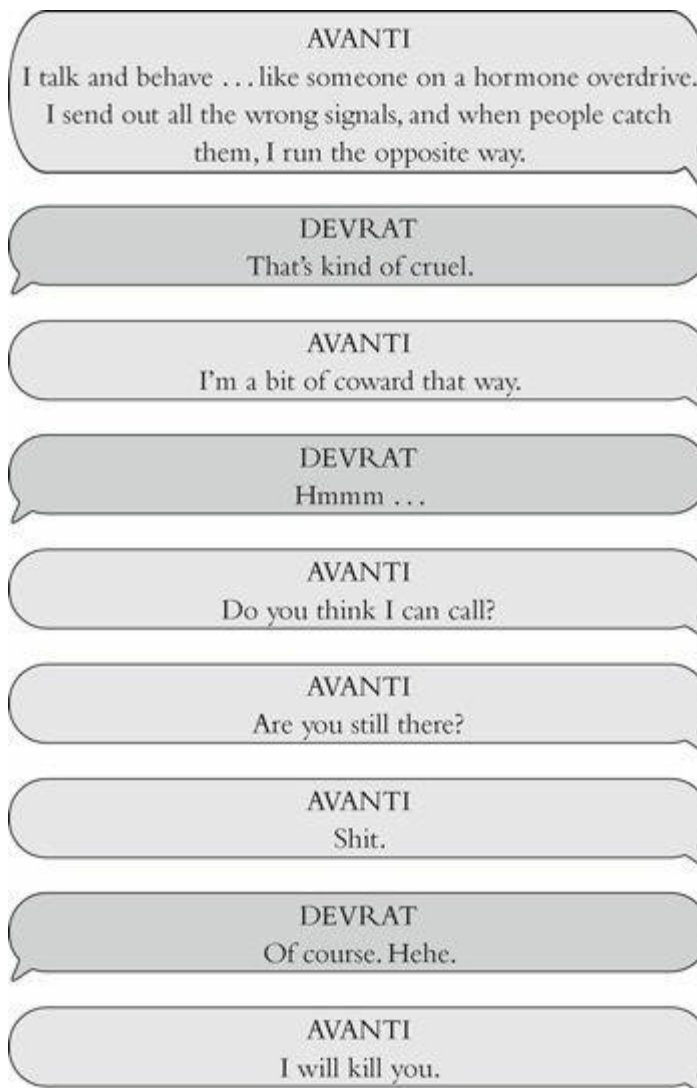 AVANTI
I talk and behave … like someone on a hormone overdrive.
I send out all the wrong signals, and when people catch
them, I run the opposite way.
DEVRAT
That’s kind of cruel.
AVANTI
I’m a bit of coward that way.
DEVRAT
Hmmm …
AVANTI
Do you think I can call?
AVANTI
Are you still there?
AVANTI
Shit.
DEVRAT
Of course. Hehe.
AVANTI
I will kill you.